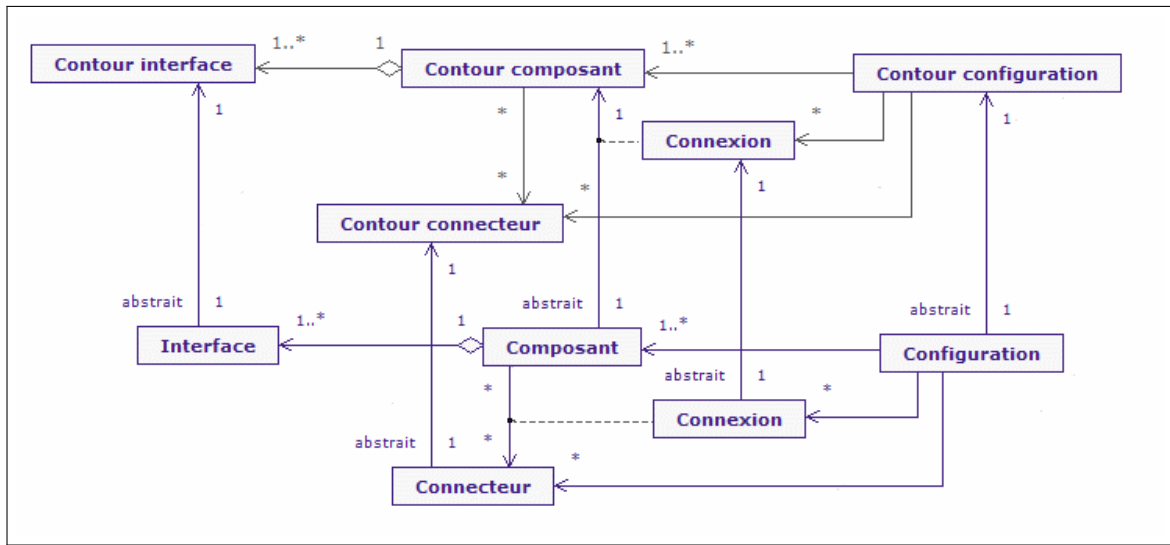 1..*
1
1..*
Contour interface
Contour composant
Contour configuration
1
*
1
*
1
Connexion
*
*
1
Contour connecteur
1
abstrait 1
abstrait 1
abstrait 1
1..*
1
1..*
Interface
Composant
Configuration
abstrait 1
*
*
Connexion
abstrait 1
*
*
Connecteur